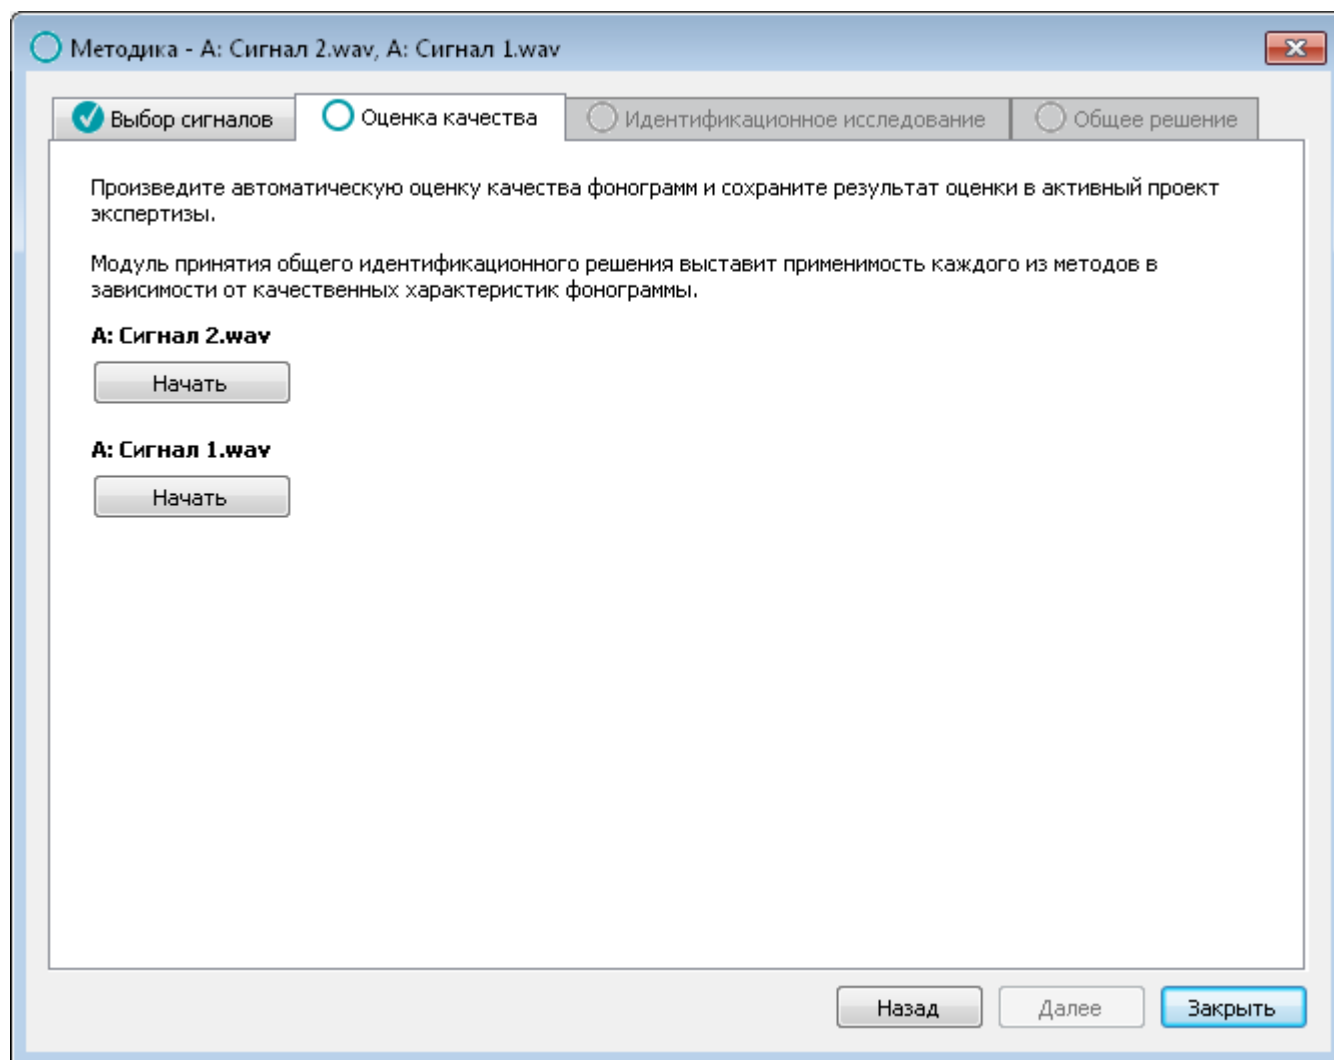 Методика - А: Сигнал 2.wav, А: Сигнал 1.wav
Выбор сигналов
Оценка качества
Идентификационное исследование
Общее решение
Произведите автоматическую оценку качества фонограмм и сохраните результат оценки в активный проект
экспертизы.
Модуль принятия общего идентификационного решения выставит применимость каждого из методов в
зависимости от качественных характеристик фонограммы.
А: Сигнал 2.wav
Начать
А: Сигнал 1.wav
Начать
Назад
Далее
Закрыть